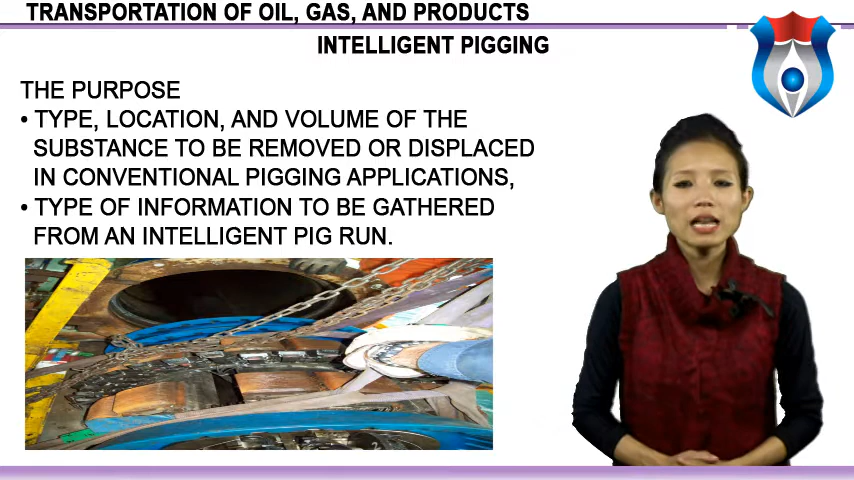 TRANSPORTATION OF OIL, GAS, AND PRODUCTS
INTELLIGENT PIGGING
THE PURPOSE
• TYPE, LOCATION, AND VOLUME OF THE
SUBSTANCE TO BE REMOVED OR DISPLACED
IN CONVENTIONAL PIGGING APPLICATIONS,
• TYPE OF INFORMATION TO BE GATHERED
FROM AN INTELLIGENT PIG RUN.